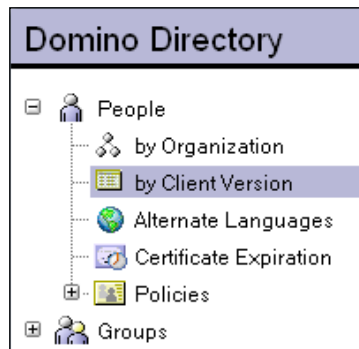 Domino Directory
People
by Organization
by Client Version
Alternate Languages
Certificate Expiration
Policies
Groups